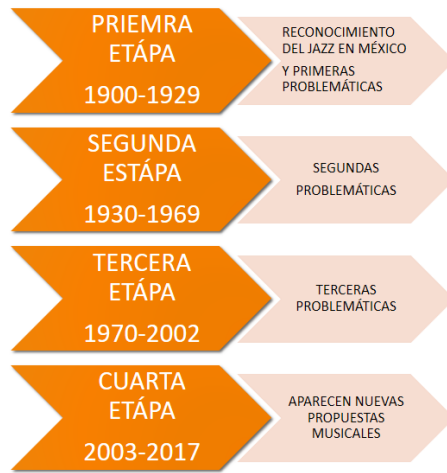 PRIEMRA
ETÁPA
1900-1929
RECONOCIMIENTO
DEL JAZZ EN MÉXICO
Y PRIMERAS
PROBLEMÁTICAS
SEGUNDA
ESTÁPA
1930-1969
SEGUNDAS
PROBLEMÁTICAS
TERCERA
ETÁPA
1970-2002
TERCERAS
PROBLEMÁTICAS
CUARTA
ETÁPA
2003-2017
APARECEN NUEVAS
PROPUESTAS
MUSICALES